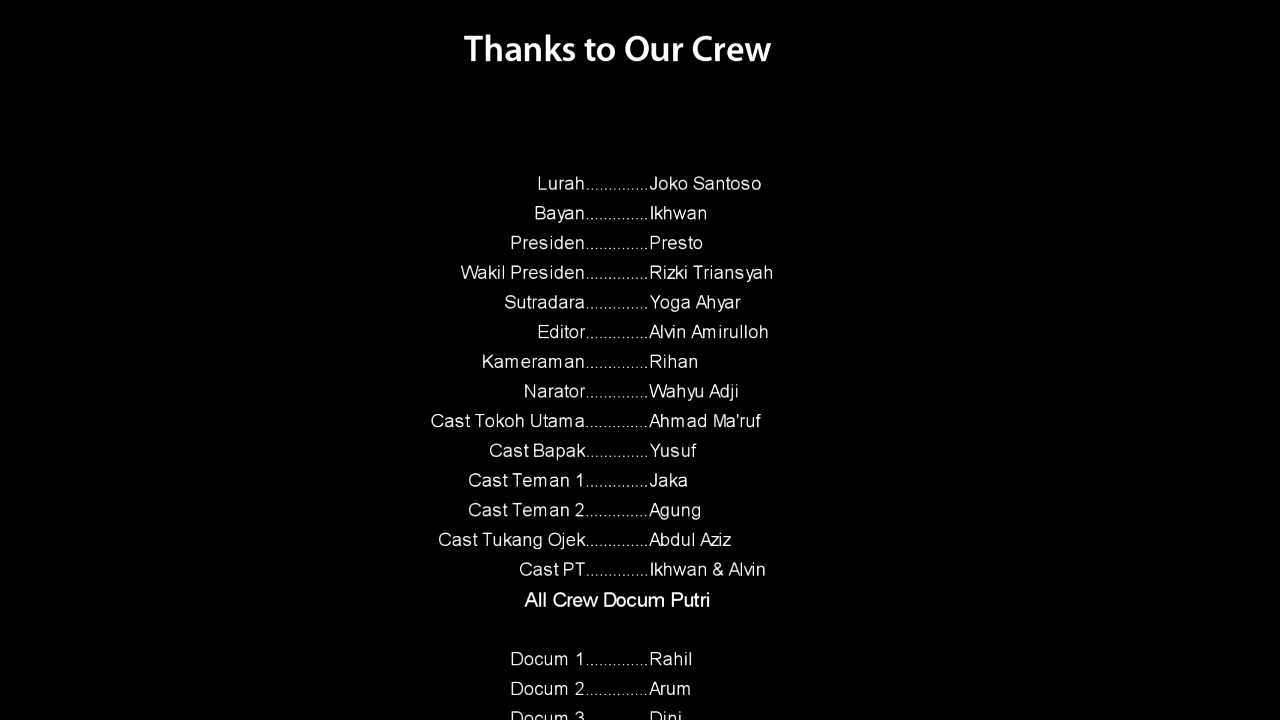 Thanks to Our Crew
Lurah..............Joko Santoso
Bayan..............Ikhwan
Presiden..............Presto
Wakil Presiden..............Rizki Triansyah
Sutradara..............Yoga Ahyar
Editor..............Alvin Amirulloh
Kameraman..............Rihan
Narator..............Wahyu Adji
Cast Tokoh Utama..............Ahmad Ma'ruf
Cast Bapak..............Yusuf
Cast Teman 1..............Jaka
Cast Teman 2..............Agung
Cast Tukang Ojek..............Abdul Aziz
Cast PT..............Ikhwan & Alvin
All Crew Docum Putri
Docum 1..............Rahil
Docum 2..............Arum
Docum 3..............Dini